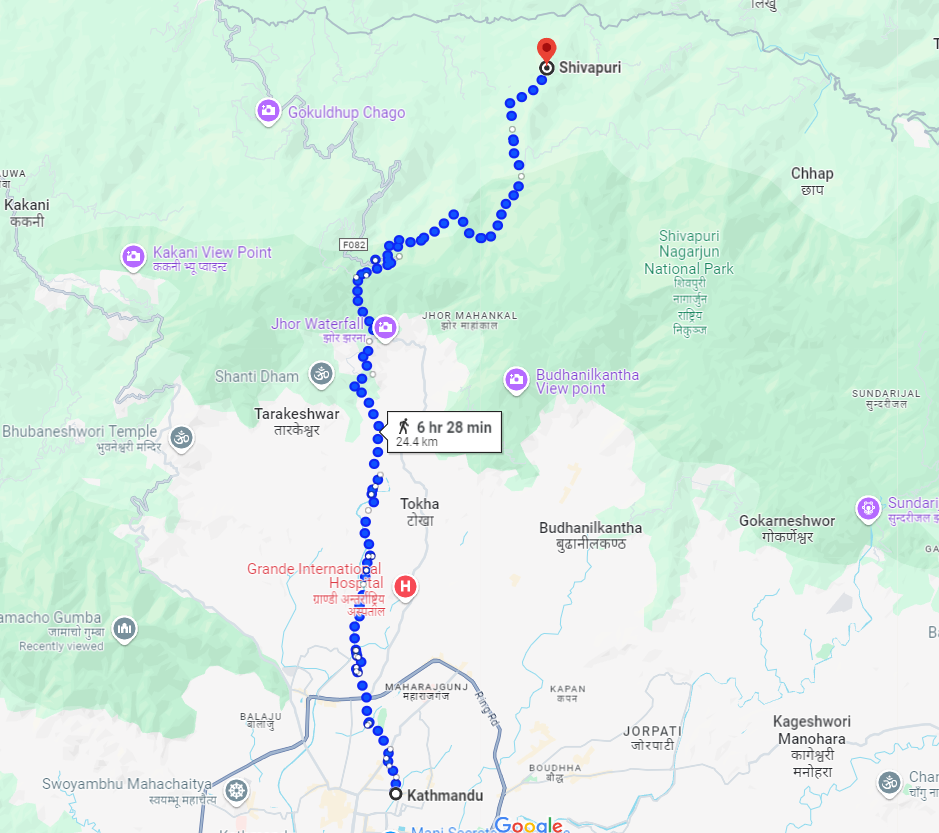 लिखु
Shivapuri
Gokuldhup Chago
Chhap
छाप
Kakani
ककनी
F082
Kakani View Point
ककनी भ्यू प्वाइन्ट
Shivapuri
Nagarjun
National Park
शिवपुरी
नागार्जुन
राष्ट्रिय
निकुञ्ज
JHOR MAHANKAL
झोर माहांकाल
Jhor Waterfall
झोर झरना
Shanti Dham
Budhanilkantha
View point
SUNDARIJAL
सुन्दरीजल
Tarakeshwar
तारकेश्वर
6 hr 28 min
24.4 km
Bhubaneshwori Temple
भुवनेश्वरी मन्दिर
Tokha
टोखा
Sundari
सुन्दरीजल
Budhanilkantha
बुढानीलकण्ठ
Gokarneshwor
गोकर्णेश्वर
GA
Grande International
Hospital
H
ग्राण्डी अन्तर्राष्ट्रिय
अस्पताल
amacho Gumba
जामाचो गुम्बा
Recently viewed
MAHARAJGUNJ
महाराजगंज
Ring Rd
KAPAN
कपन
BALAJU
बालाजु
JORPATI
जोरपाटी
Kageshwori
Manohara
कागेश्वरी
मनोहरा
BOUDHHA
बौद्ध
Swoyambhu Mahachaitya
स्वयम्भू महाचैत्य
Kathmandu
Google